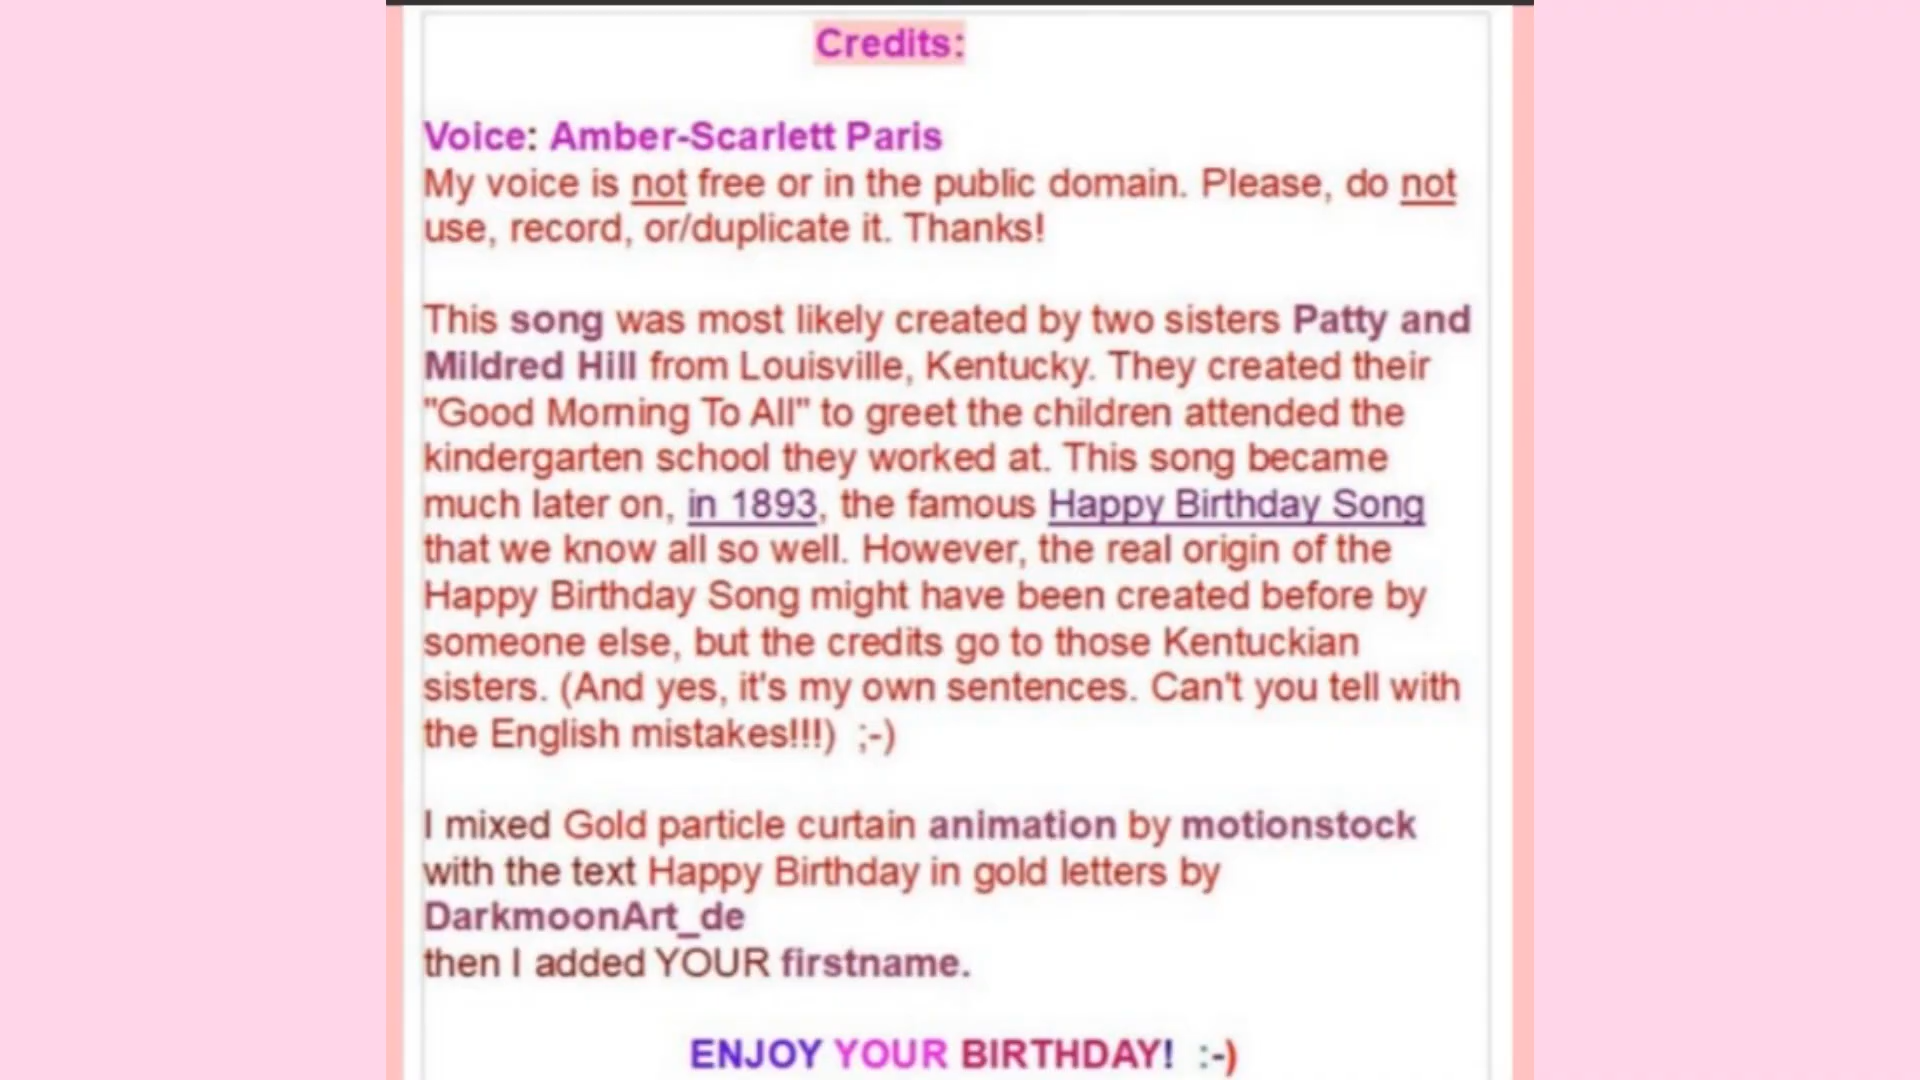 Credits:
Voice: Amber-Scarlett Paris
My voice is not free or in the public domain. Please, do not
use, record, or/duplicate it. Thanks!
This song was most likely created by two sisters Patty and
Mildred Hill from Louisville, Kentucky. They created their
"Good Morning To All" to greet the children attended the
kindergarten school they worked at. This song became
much later on, in 1893, the famous Happy Birthday Song
that we know all so well. However, the real origin of the
Happy Birthday Song might have been created before by
someone else, but the credits go to those Kentuckian
sisters. (And yes, it's my own sentences. Can't you tell with
the English mistakes!!!) ;-)
I mixed Gold particle curtain animation by motionstock
with the text Happy Birthday in gold letters by
DarkmoonArt_de
then I added YOUR firstname.
ENJOY YOUR BIRTHDAY! :-)